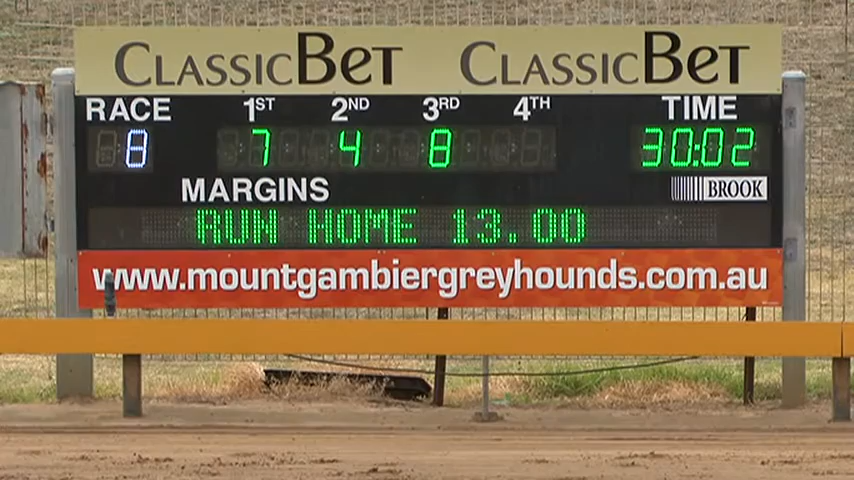 CLASSICBET CLASSICBET
RACE 1ST 2ND 3RD 4TH TIME
8 7 4 8 30:02
MARGINS BROOK
RUN HOME 13.00
www.mountgambiergreyhounds.com.au